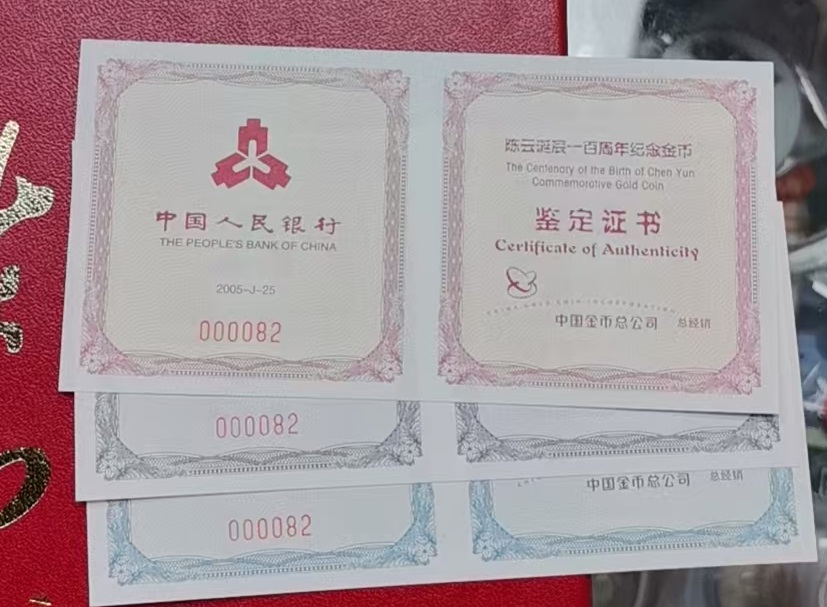 中国人民银行
THE PEOPLE'S BANK OF CHINA
2005-J-25
000082
陈云诞辰一百周年纪念金币
The Centenary of the Birth of Chen Yun
Commemorative Gold Coin
鉴定证书
Certificate of Authenticity
中国金币总公司 总经销
000082
000082
中国金币总公司 总经销